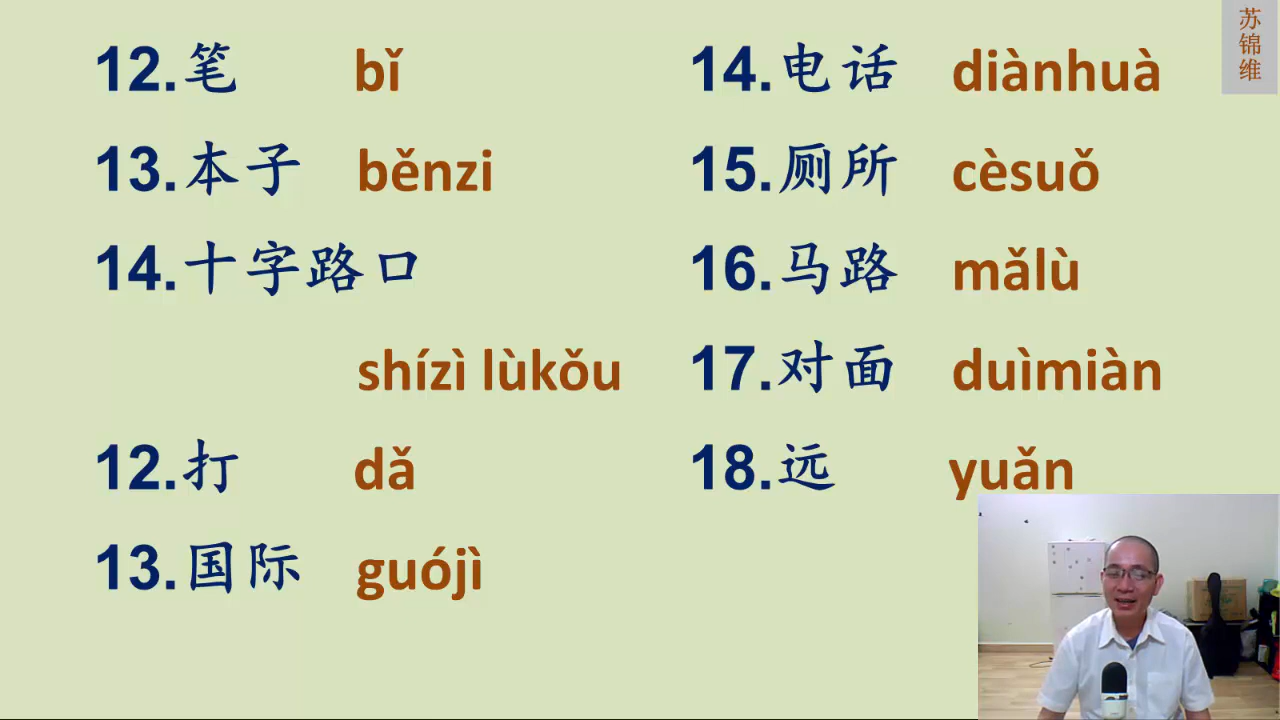 12.笔 bǐ
13.本子 běnzi
14.十字路口
shízì lùkǒu
12.打 dǎ
13.国际 guójì
14.电话 diànhuà
15.厕所 cèsuǒ
16.马路 mǎlù
17.对面 duìmiàn
18.远 yuǎn
苏锦维